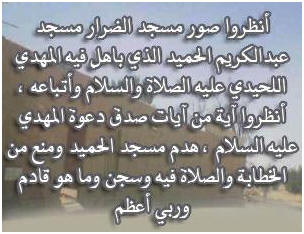 أنظروا صور مسجد الضرار مسجد
عبدالكريم الحميد الذي باهل فيه المهدي
اللحيدي عليه الصلاة والسلام وأتباعه ،
أنظروا آية من آيات صدق دعوة المهدي
عليه السلام ، هدم مسجد الحميد ومنع من
الخطابة والصلاة فيه وسجن وما هو قادم
وربي أعظم